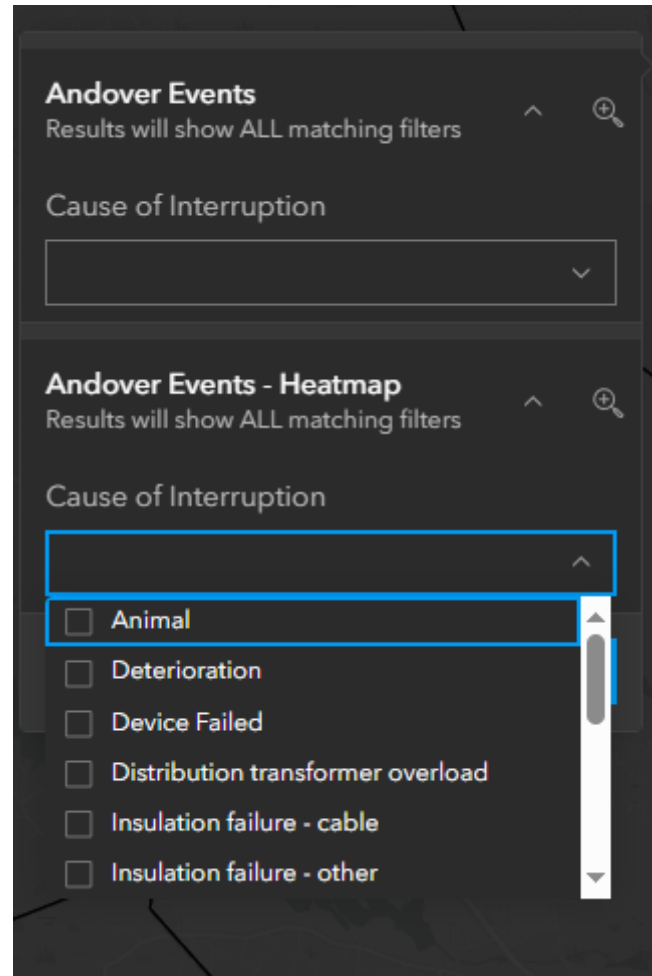 Andover Events
Results will show ALL matching filters
Cause of Interruption
Andover Events - Heatmap
Results will show ALL matching filters
Cause of Interruption
Animal
Deterioration
Device Failed
Distribution transformer overload
Insulation failure - cable
Insulation failure - other